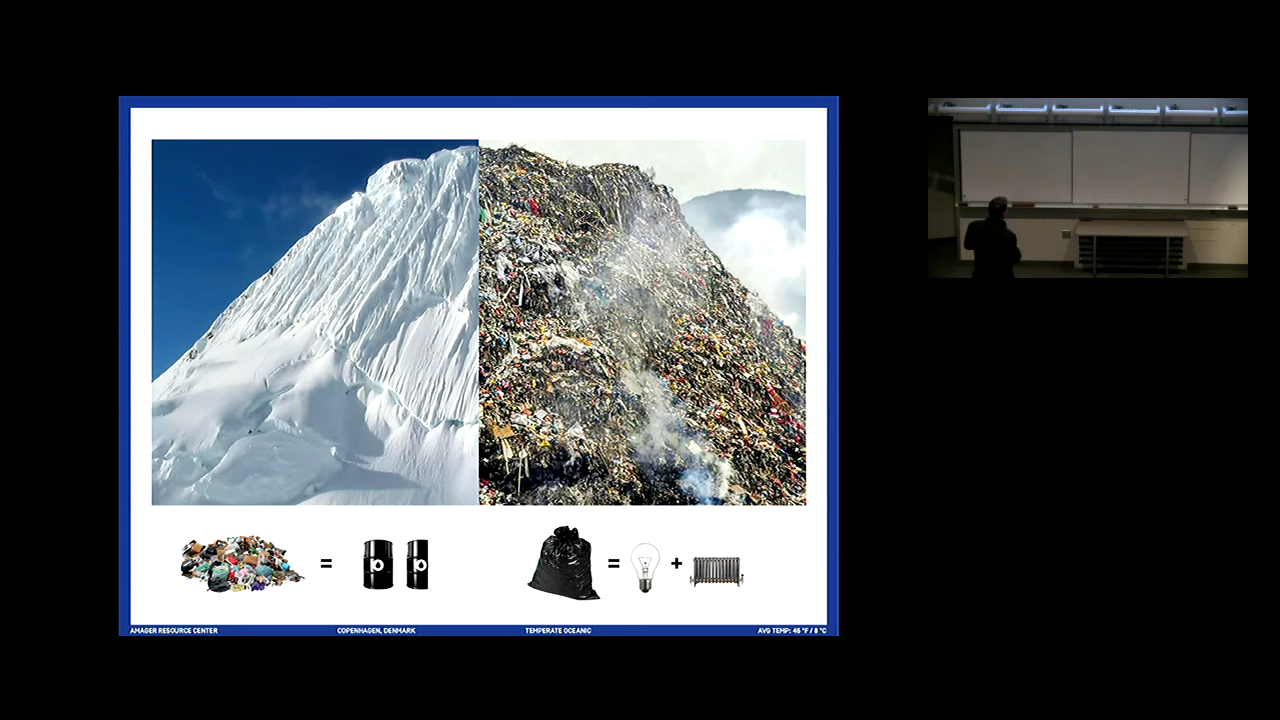 =
=
+
AMAGER RESOURCE CENTER
COPENHAGEN, DENMARK
TEMPERATE OCEANIC
AVG TEMP: 46 °F / 8 °C